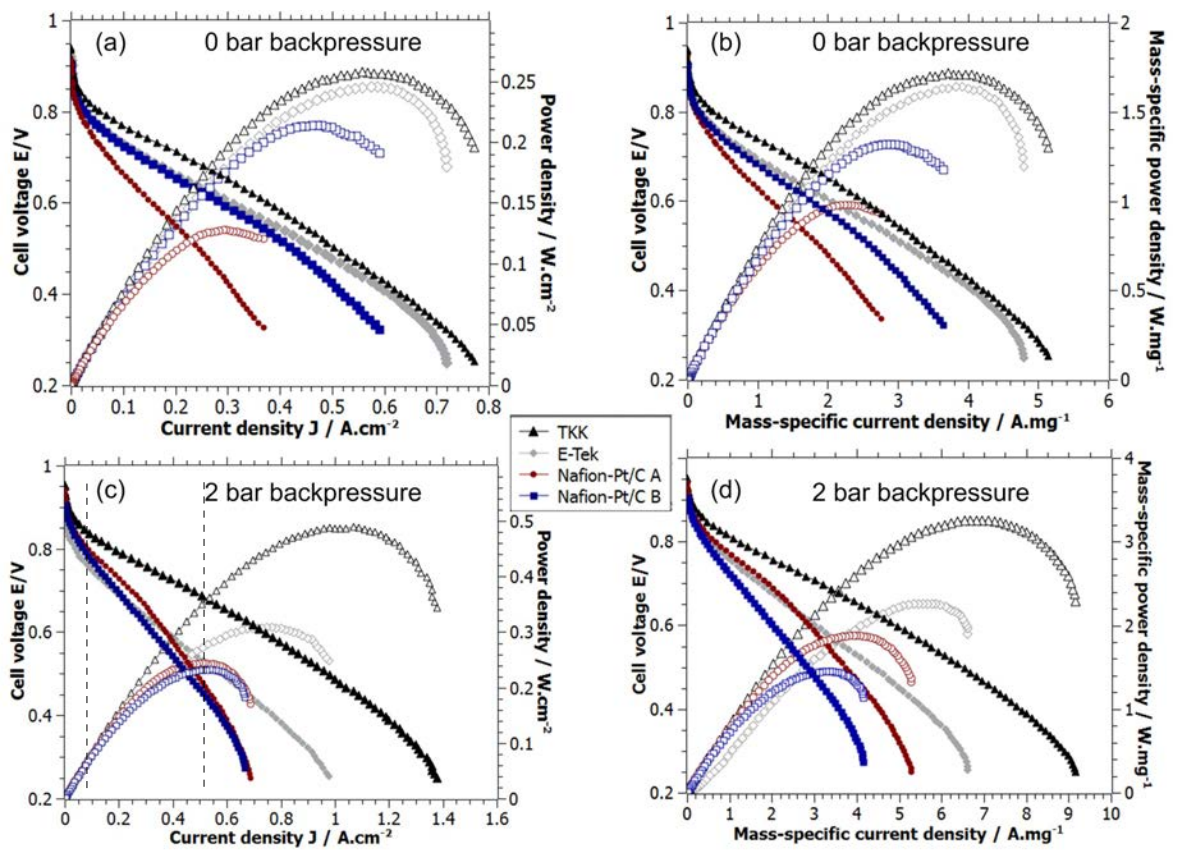 (a) 0 bar backpressure
Cell voltage E/V
1
0.8
0.6
0.4
0.2
0 0.1 0.2 0.3 0.4 0.5 0.6 0.7 0.8
Current density J / A.cm-2
0.25
0.2
0.15
0.1
0.05
0
Power density / W.cm-2
(b) 0 bar backpressure
Cell voltage E/V
1
0.8
0.6
0.4
0.2
0 1 2 3 4 5 6
Mass-specific current density / A.mg-1
2
1.5
1
0.5
0
Mass-specific power density / W.mg-1
TKK
E-Tek
Nafion-Pt/C A
Nafion-Pt/C B
(c) 2 bar backpressure
Cell voltage E/V
1
0.8
0.6
0.4
0.2
0 0.2 0.4 0.6 0.8 1 1.2 1.4 1.6
Current density J / A.cm-2
0.5
0.4
0.3
0.2
0.1
0
Power density / W.cm-2
(d) 2 bar backpressure
Cell voltage E/V
1
0.8
0.6
0.4
0.2
0 1 2 3 4 5 6 7 8 9 10
Mass-specific current density / A.mg-1
4
3
2
1
0
Mass-specific power density / W.mg-1